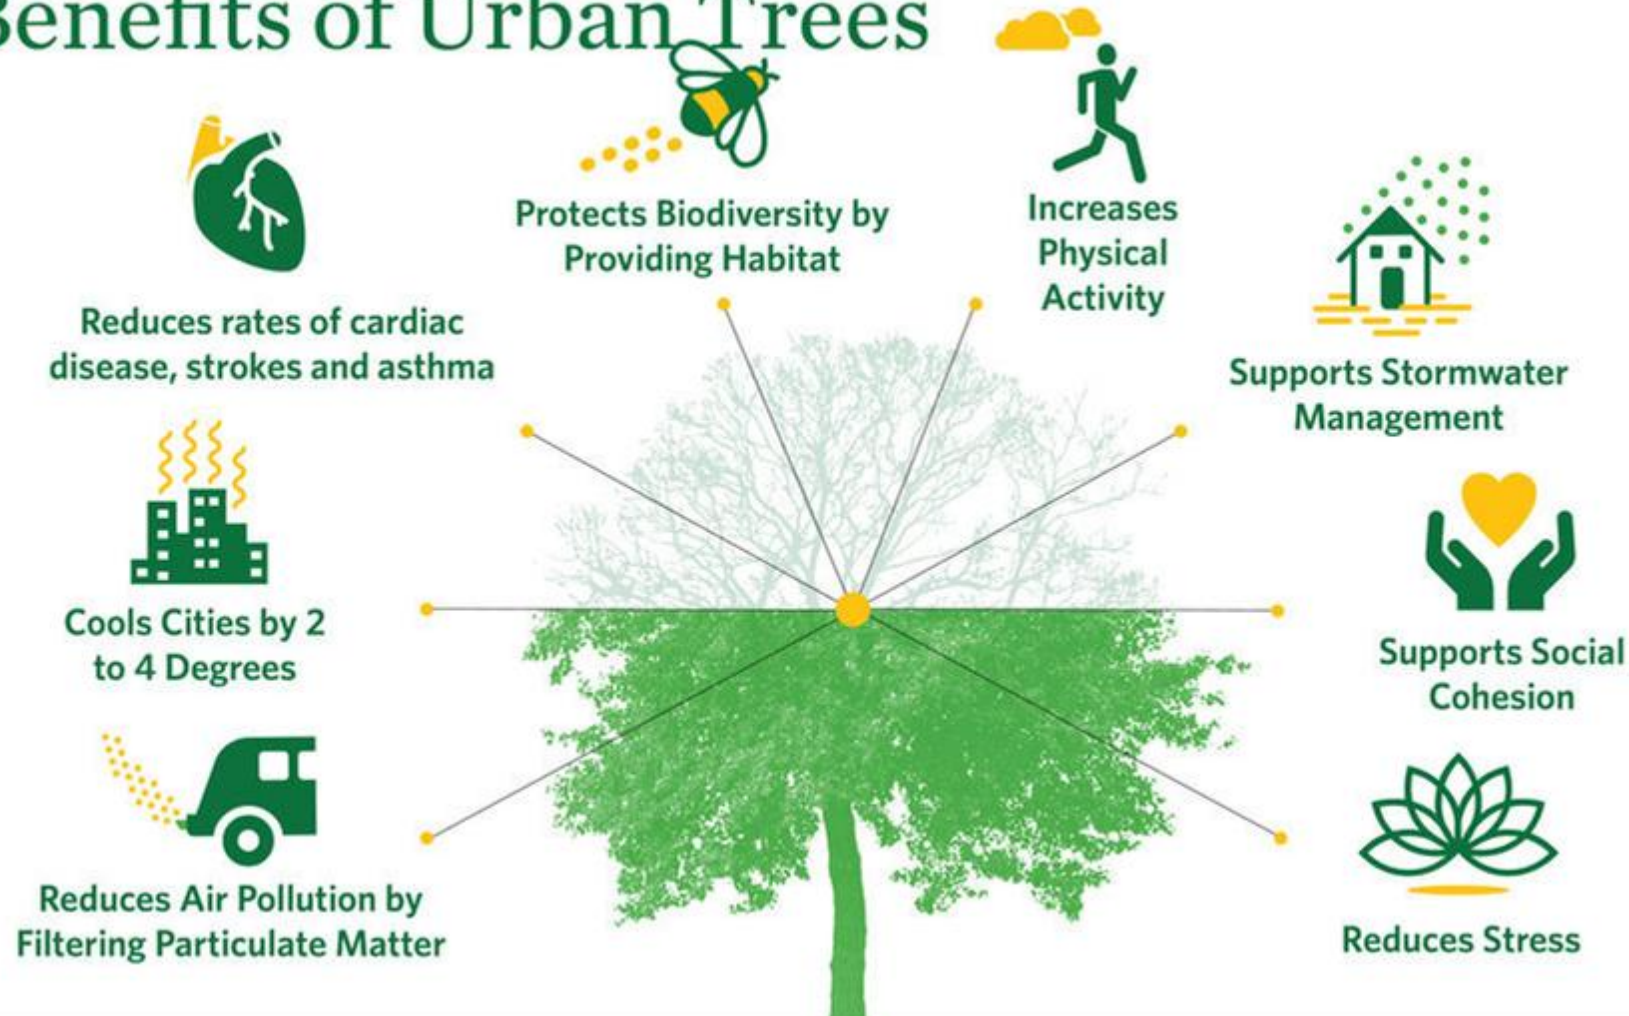 Benefits of Urban Trees
Reduces rates of cardiac
disease, strokes and asthma
Protects Biodiversity by
Providing Habitat
Increases
Physical
Activity
Supports Stormwater
Management
Cools Cities by 2
to 4 Degrees
Supports Social
Cohesion
Reduces Air Pollution by
Filtering Particulate Matter
Reduces Stress